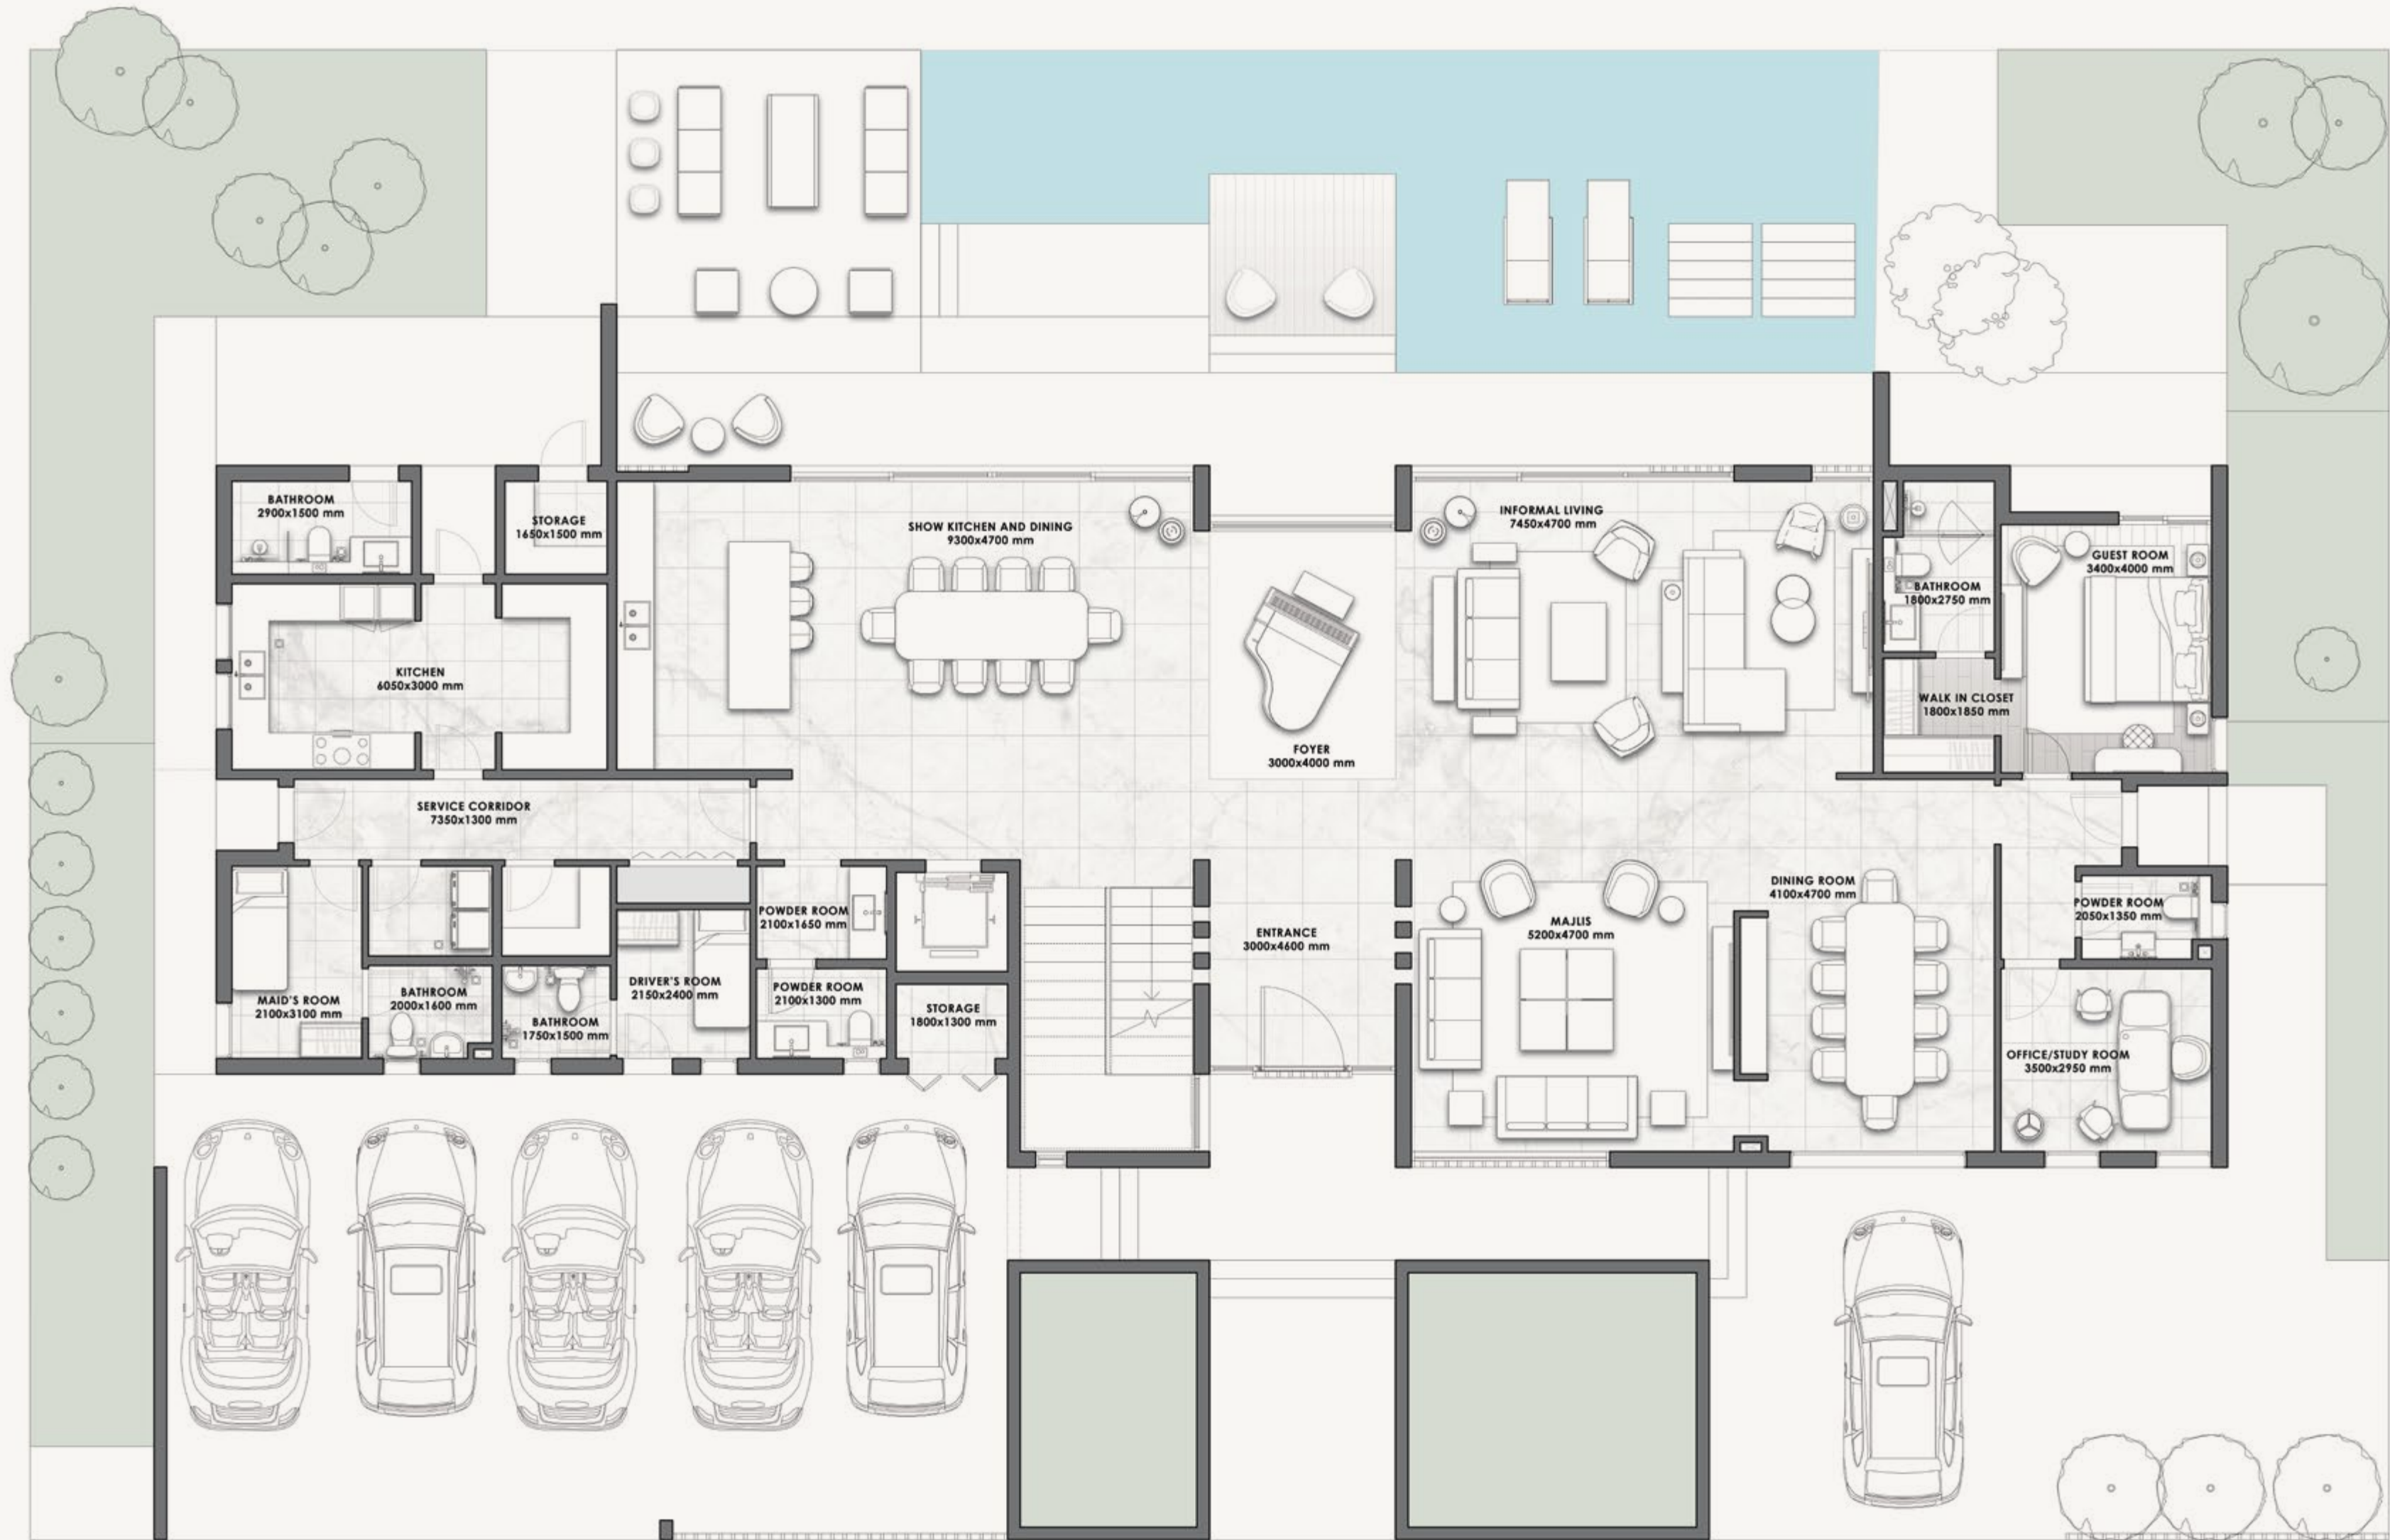 BATHROOM
2900x1500 mm
STORAGE
1650x1500 mm
SHOW KITCHEN AND DINING
9300x4700 mm
INFORMAL LIVING
7450x4700 mm
GUEST ROOM
3400x4000 mm
BATHROOM
1800x2750 mm
KITCHEN
6050x3000 mm
WALK IN CLOSET
1800x1850 mm
FOYER
3000x4000 mm
SERVICE CORRIDOR
7350x1300 mm
DINING ROOM
4100x4700 mm
POWDER ROOM
2100x1650 mm
POWDER ROOM
2050x1350 mm
MAJLIS
5200x4700 mm
ENTRANCE
3000x4600 mm
DRIVER'S ROOM
2150x2400 mm
POWDER ROOM
2100x1300 mm
BATHROOM
2000x1600 mm
MAID'S ROOM
2100x3100 mm
STORAGE
1800x1300 mm
BATHROOM
1750x1500 mm
OFFICE/STUDY ROOM
3500x2950 mm